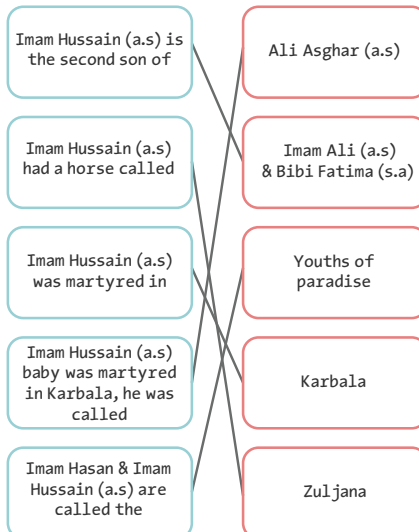 Imam Hussain (a.s) is
the second son of
Ali Asghar (a.s)
Imam Hussain (a.s)
had a horse called
Imam Ali (a.s)
& Bibi Fatima (s.a)
Imam Hussain (a.s)
was martyred in
Youths of
paradise
Imam Hussain (a.s)
baby was martyred
in Karbala, he was
called
Karbala
Imam Hasan & Imam
Hussain (a.s) are
called the
Zuljana